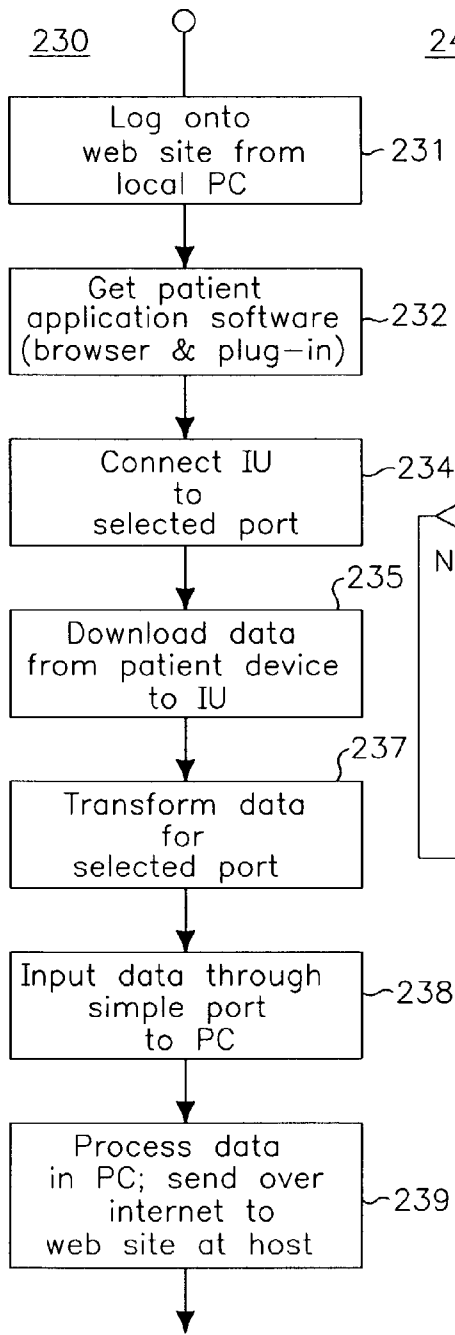 230
24
Log onto
web site from
local PC
231
Get patient
application software
(browser & plug-in)
232
Connect IU
to
selected port
234
N
235
Download data
from patient device
to IU
237
Transform data
for
selected port
Input data through
simple port
to PC
238
Process data
in PC; send over
internet to
web site at host
239